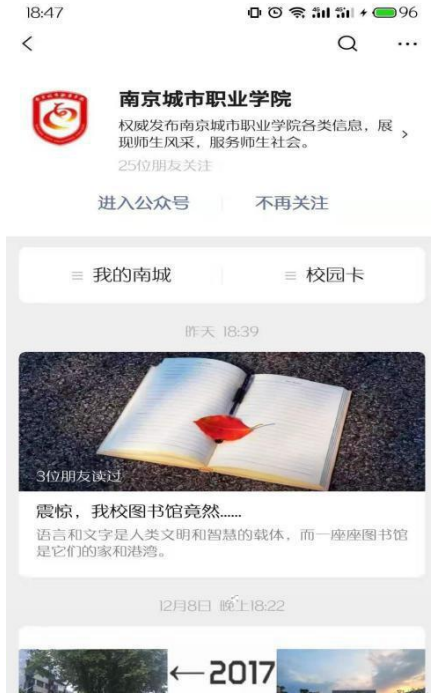 18:47
96
南京城市职业学院
权威发布南京城市职业学院各类信息，展
现师生风采，服务师生社会。
25位朋友关注
进入公众号
不再关注
我的南城
校园卡
昨天 18:39
3位朋友读过
震惊，我校图书馆竟然......
语言和文字是人类文明和智慧的载体，而一座座图书馆
是它们的家和港湾。
12月8日 晚上18:22
←2017